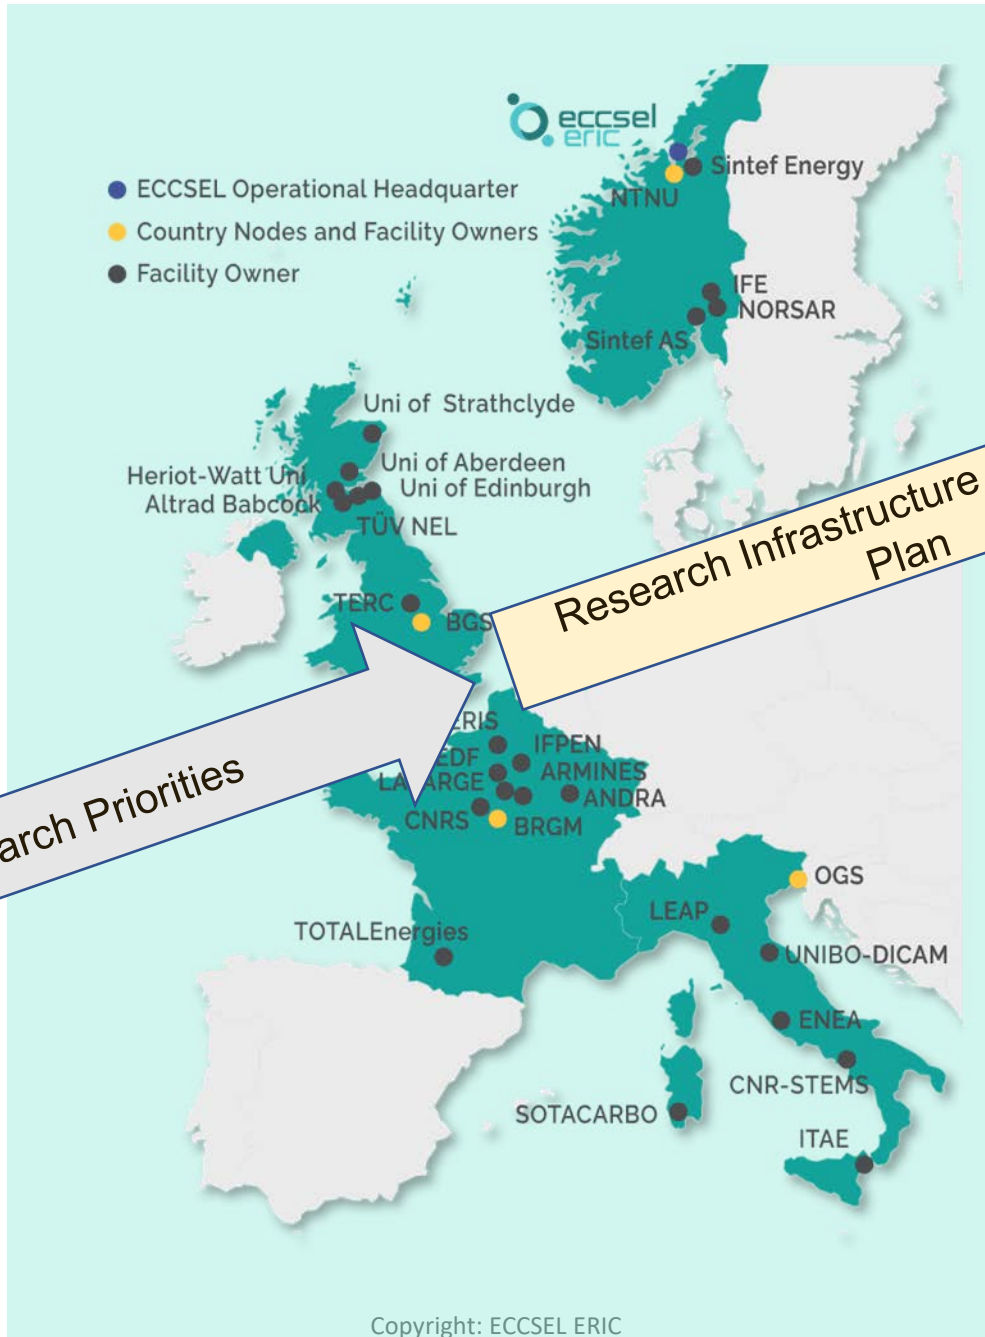 eccsel
eric
ECCSEL Operational Headquarter
Country Nodes and Facility Owners
Facility Owner
Sintef Energy
NTNU
IFE
NORSAR
Sintef AS
Uni of Strathclyde
Uni of Aberdeen
Heriot-Watt Uni
Uni of Edinburgh
Altrad Babcock
TÜV NEL
Research Infrastructure
Plan
TERC
BGS
ERIS
IFPEN
EDF
ARMINES
ANDRA
CNRS
BRGM
arch Priorities
OGS
LEAP
TOTALEnergies
UNIBO-DICAM
ENEA
CNR-STEMS
SOTACARBO
ITAE
Copyright: ECCSEL ERIC